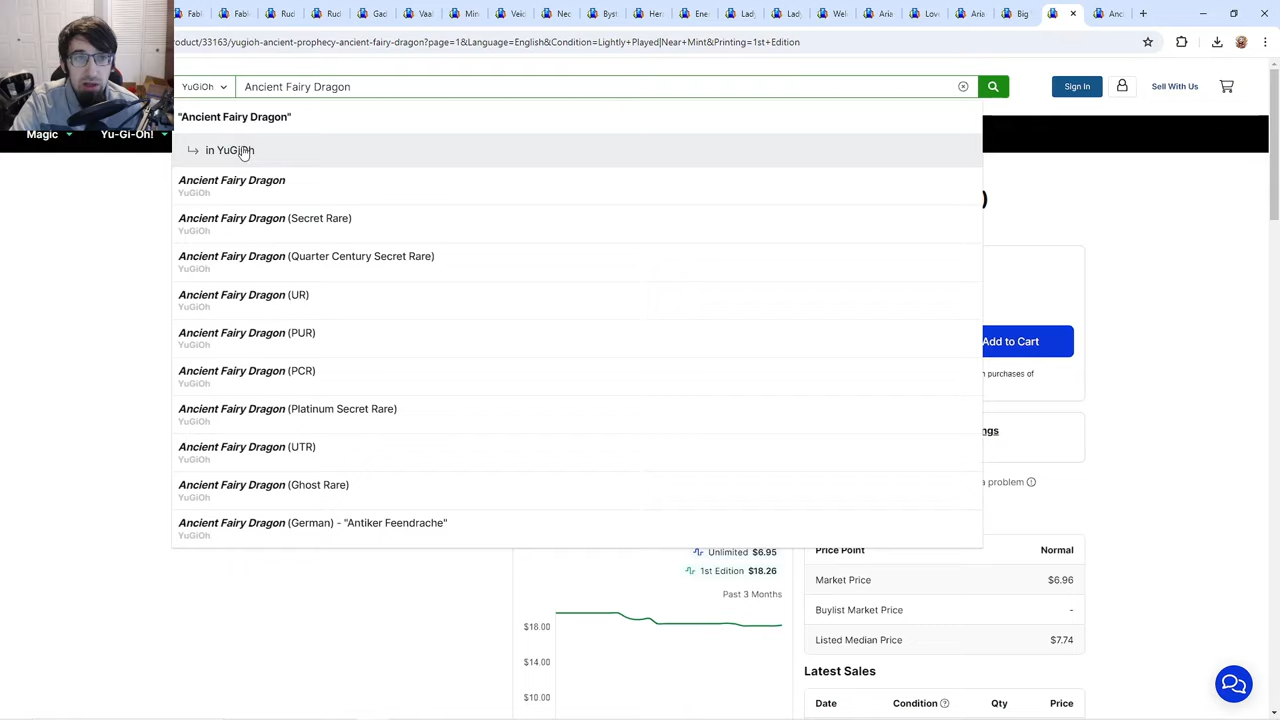 roduct/33163/yugioh-ancient-prophecy-ancient-fairy-dragon?page=1&Language=English&Condition=Lightly+Played|Near+Mint&Printing=1st+Edition
YuGiOh
Ancient Fairy Dragon
Sign In
Sell With Us
"Ancient Fairy Dragon"
Magic
Yu-Gi-Oh!
in YuGiOh
Ancient Fairy Dragon
YuGiOh
Ancient Fairy Dragon (Secret Rare)
YuGiOh
Ancient Fairy Dragon (Quarter Century Secret Rare)
YuGiOh
Ancient Fairy Dragon (UR)
YuGiOh
Ancient Fairy Dragon (PUR)
YuGiOh
Add to Cart
Ancient Fairy Dragon (PCR)
YuGiOh
n purchases of
Ancient Fairy Dragon (Platinum Secret Rare)
YuGiOh
ngs
Ancient Fairy Dragon (UTR)
YuGiOh
Ancient Fairy Dragon (Ghost Rare)
YuGiOh
a problem
Ancient Fairy Dragon (German) - "Antiker Feendrache"
YuGiOh
Unlimited $6.95
1st Edition $18.26
Past 3 Months
$18.00
$14.00
$10.00
Price Point Normal
Market Price $6.96
Buylist Market Price -
Listed Median Price $7.74
Latest Sales
Date Condition Qty Price